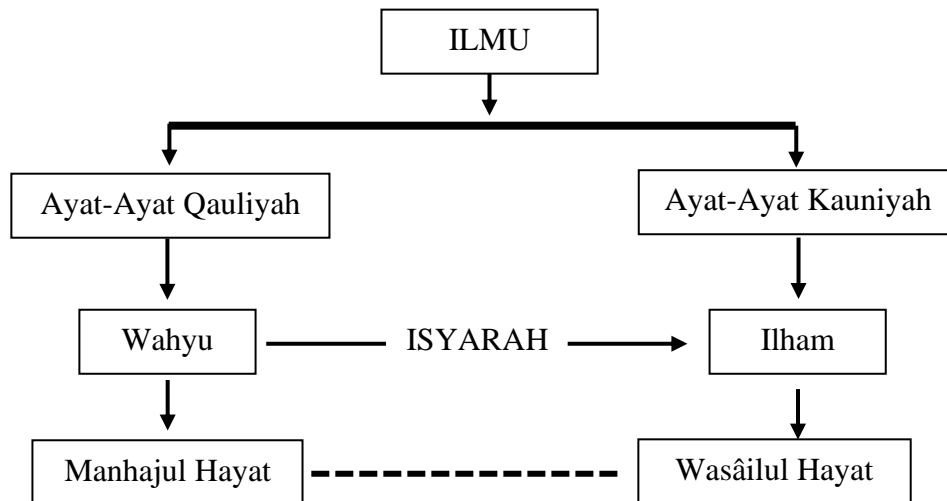 ILMU
Ayat-Ayat Qauliyah
Ayat-Ayat Kauniyah
Wahyu
ISYARAH
Ilham
Manhajul Hayat
Wasâilul Hayat